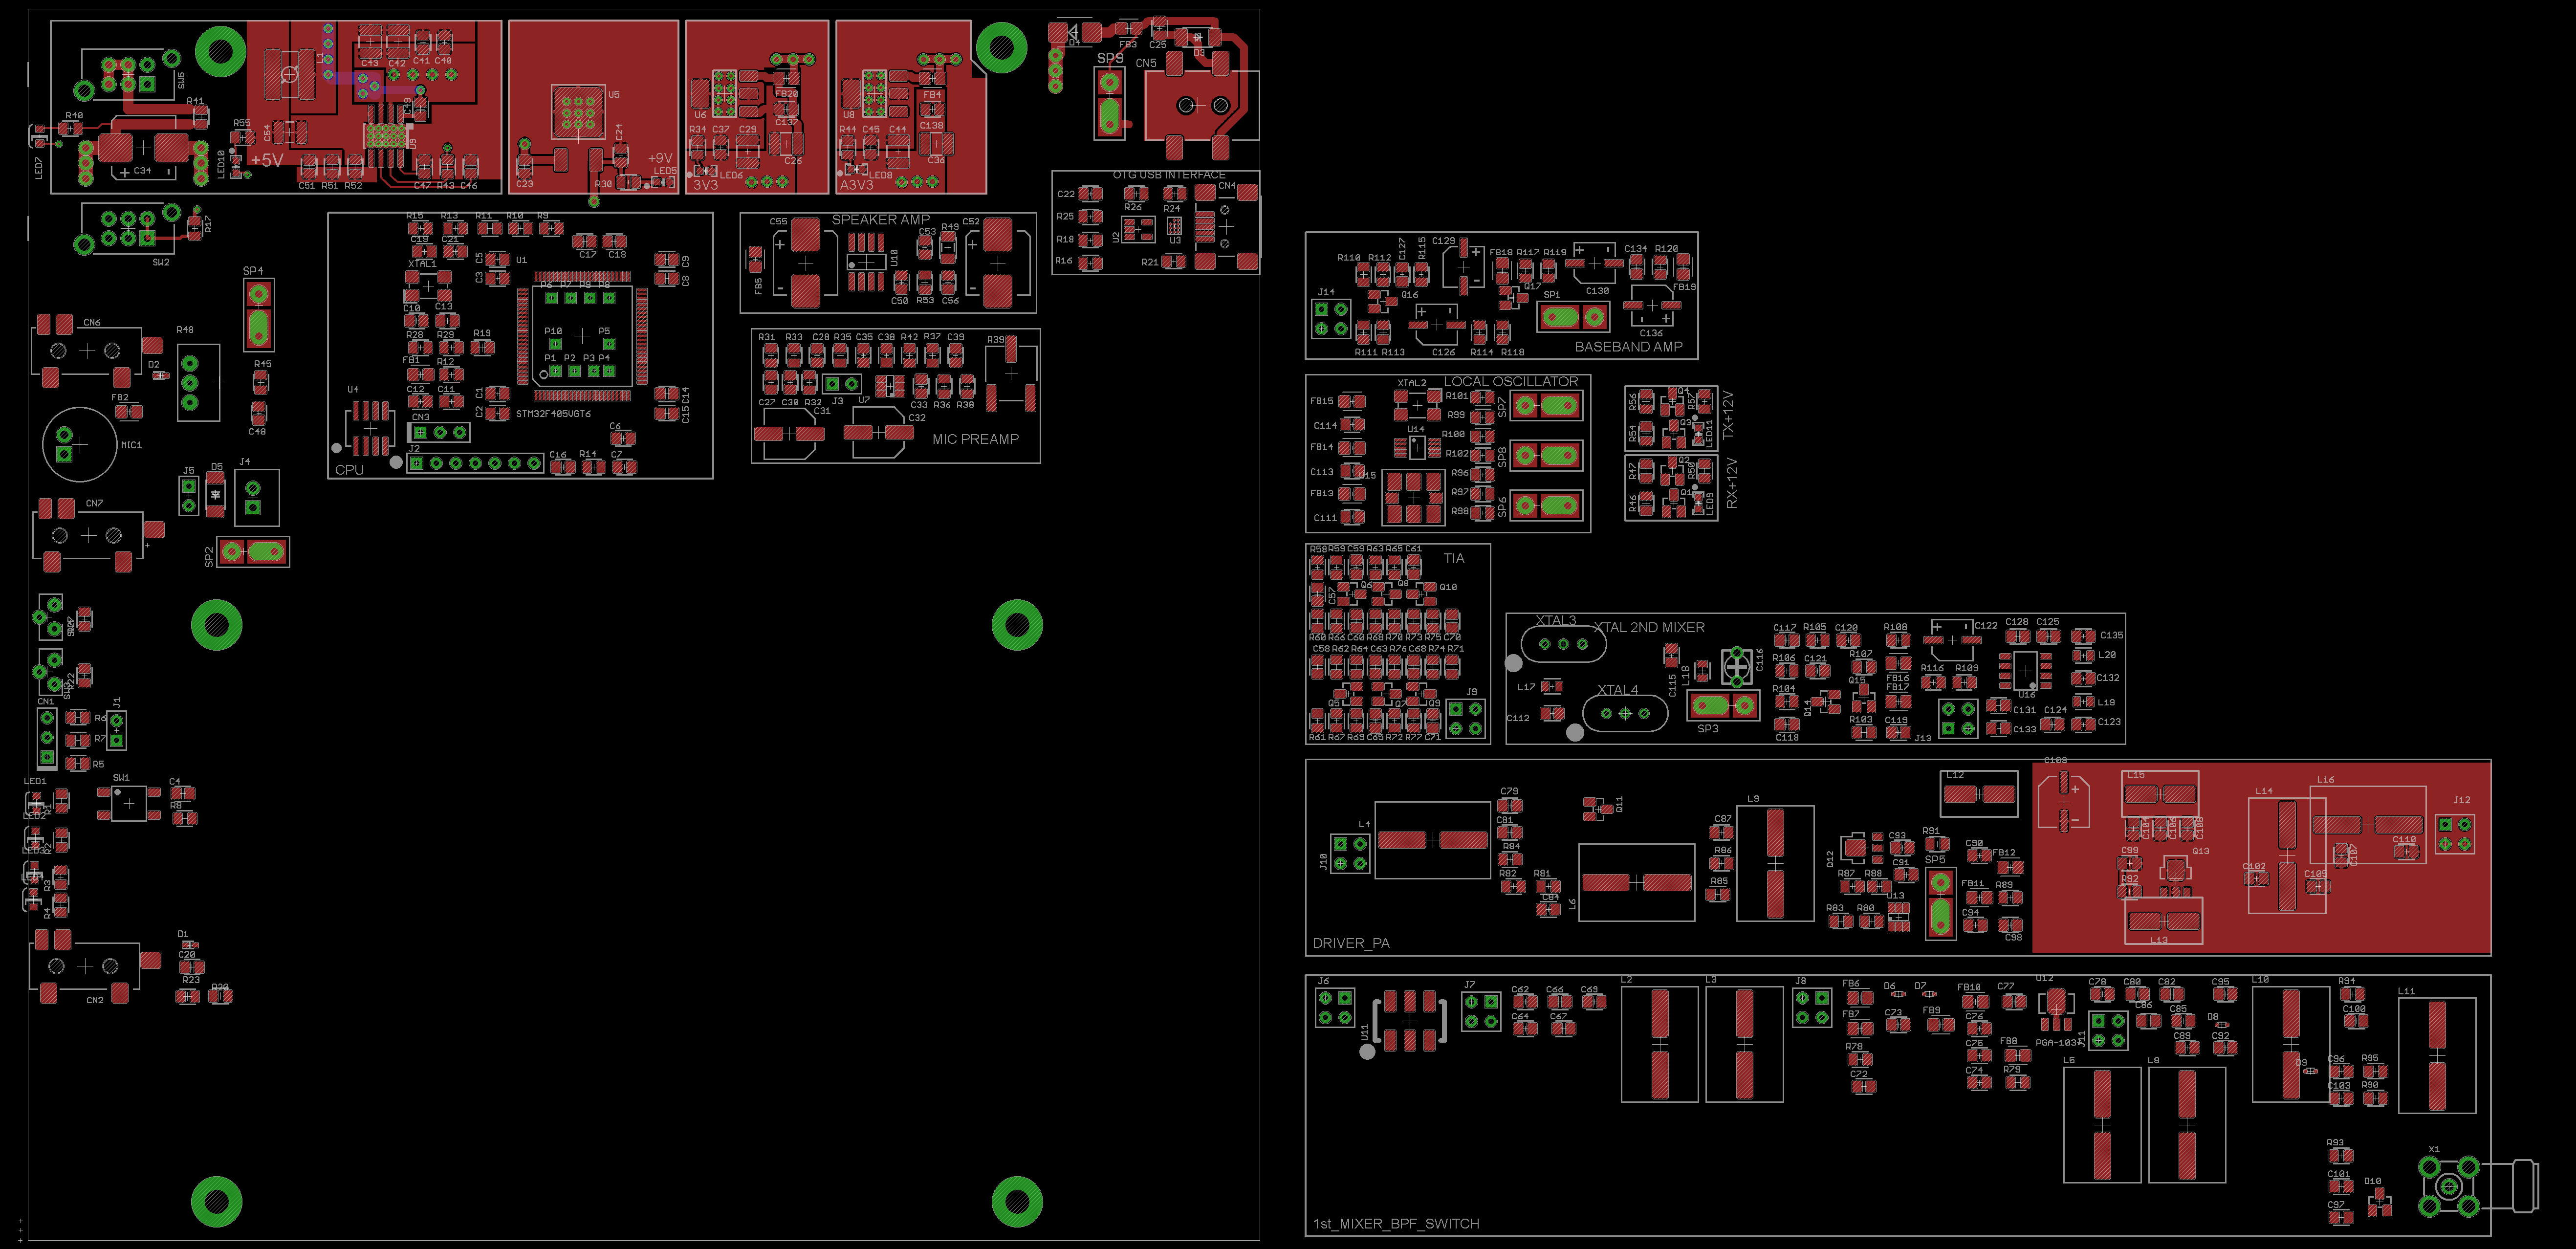 SW5
R40
R41
LED7
C34
R55
LED10
+5V
C54
C43
C42
C41
C40
C49
U9
C51
R51
R52
C47
R43
C46
U5
C23
C24
+9V
R30
LED5
U6
FB20
C137
R34
C37
C29
C26
LED6
3V3
U8
FB4
C138
R44
C45
C44
C36
LED8
A3V3
D4
FB3
C25
D3
SP9
CN5
OTG USB INTERFACE
C22
R26
R24
CN4
R25
U2
U3
R18
R16
R21
SW2
R17
SP4
CN6
R48
D2
R45
FB2
C48
MIC1
J5
D5
J4
CN7
SP2
R15
R13
R11
R10
R9
C19
C21
C17
C18
XTAL1
C5
U1
C9
C3
C8
C10
C13
P6
P7
P9
P8
R28
R29
R19
P10
P5
FB1
R12
P1
P2
P3
P4
C12
C11
C1
C14
U4
CN3
C2
STM32F405VGT6
C15
C6
J2
CPU
C16
R14
C7
C55
SPEAKER AMP
C52
U10
C53
R49
FB5
C50
R53
C56
R31
R33
C28
R35
C35
C38
R42
R37
C39
R39
C27
C30
R32
J3
U7
C33
R36
R38
C31
C32
MIC PREAMP
R22
CN1
J1
R6
R7
R5
LED1
SW1
C4
R1
R8
R2
R3
R4
D1
C20
R23
R20
CN2
R110
R112
C127
R115
C129
FB18
R117
R119
C134
R120
J14
Q16
Q17
SP1
C130
FB19
R111
R113
C126
R114
R118
C136
BASEBAND AMP
LOCAL OSCILLATOR
FB15
XTAL2
R101
SP7
C114
R99
FB14
U14
R100
R102
SP8
C113
U15
R96
FB13
R97
SP6
C111
R98
R56
Q4
R57
TX+12V
R54
Q3
LED11
R47
Q2
R50
RX+12V
R46
Q1
LED9
R58
R59
C59
R63
R65
C61
TIA
C57
Q6
Q8
Q10
R60
R66
C60
R68
R70
R73
R75
C70
C58
R62
R64
C63
R76
C68
R74
R71
Q5
Q7
Q9
J9
R61
R67
R69
C65
R72
R77
C71
XTAL3
XTAL 2ND MIXER
L17
XTAL4
C112
C115
L18
C116
SP3
C117
R105
C120
R108
C122
C128
C125
C135
R106
C121
R107
FB16
R116
R109
L20
R104
Q14
Q15
FB17
U16
C132
C118
R103
C119
J13
C131
C133
C124
L19
C123
C79
L4
C81
J10
R84
R82
R81
C84
Q11
L6
C87
R86
R85
L9
Q12
C93
R91
C91
R87
R88
SP5
R83
R80
U13
C90
FB12
FB11
R89
C94
C98
L12
C109
L15
C104
C106
C108
C99
Q13
R92
L13
L14
L16
C102
C105
C107
C110
J12
DRIVER_PA
J6
U11
J7
C62
C66
C69
C64
C67
L2
L3
J8
FB6
D6
D7
FB10
C77
U12
C78
C80
C82
C95
L10
R94
L11
FB7
C73
FB9
C76
C86
C85
D8
C100
PGA-103+
J11
C89
C92
R78
C75
FB8
L5
L8
D9
C96
R95
C72
C74
R79
C103
R90
R93
X1
C101
D10
C97
1st_MIXER_BPF_SWITCH